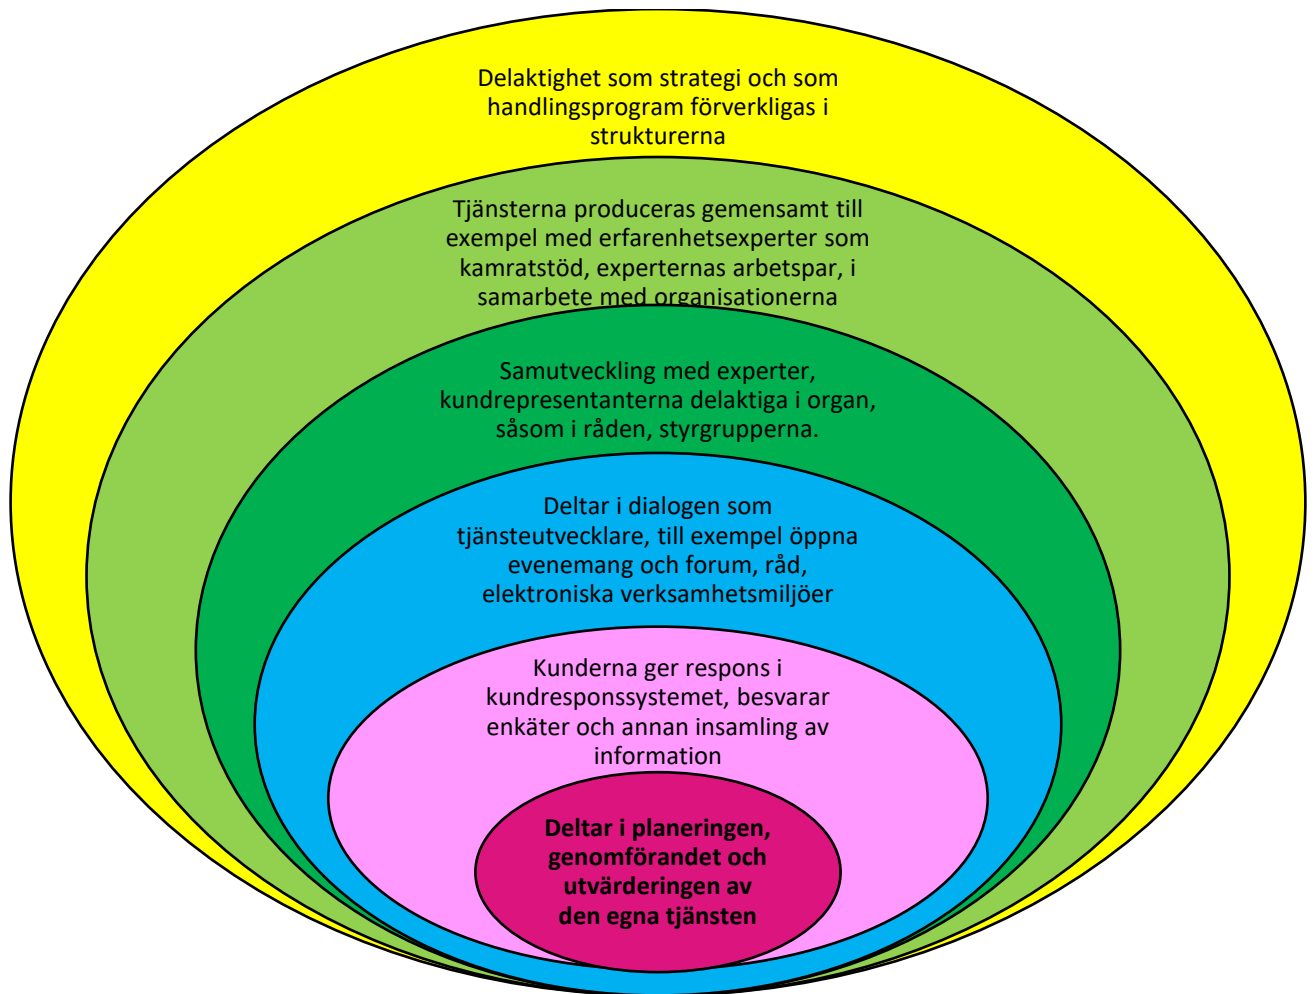 Delaktighet som strategi och som
handlingsprogram förverkligas i
strukturerna
Tjänsterna produceras gemensamt till
exempel med erfarenhetsexperter som
kamratstöd, experternas arbetspar, i
samarbete med organisationerna
Samutveckling med experter,
kundrepresentanterna delaktiga i organ,
såsom i råden, styrgrupperna.
Deltar i dialogen som
tjänsteutvecklare, till exempel öppna
evenemang och forum, råd,
elektroniska verksamhetsmiljöer
Kunderna ger respons i
kundresponssystemet, besvarar
enkäter och annan insamling av
information
Deltar i planeringen,
genomförandet och
utvärderingen av
den egna tjänsten